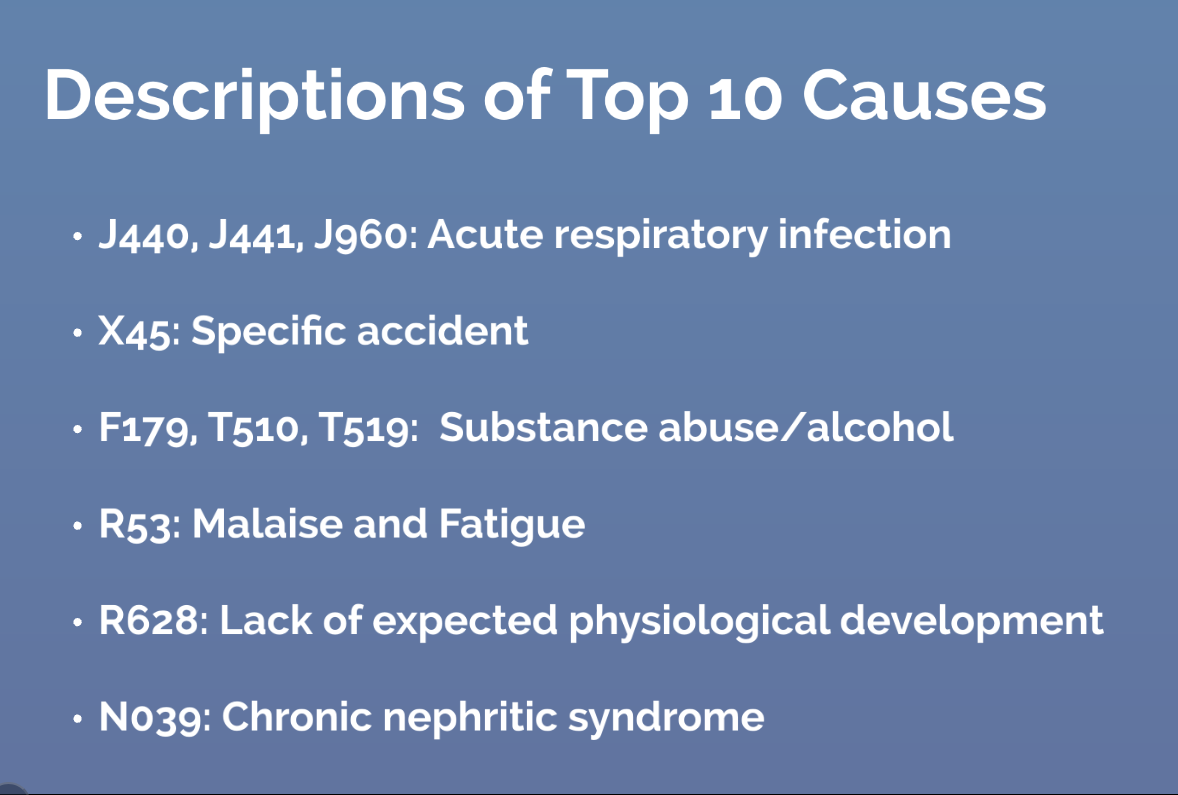 Descriptions of Top 10 Causes
• J440, J441, J960: Acute respiratory infection
• X45: Specific accident
• F179, T510, T519:  Substance abuse/alcohol
• R53: Malaise and Fatigue
• R628: Lack of expected physiological development
• N039: Chronic nephritic syndrome